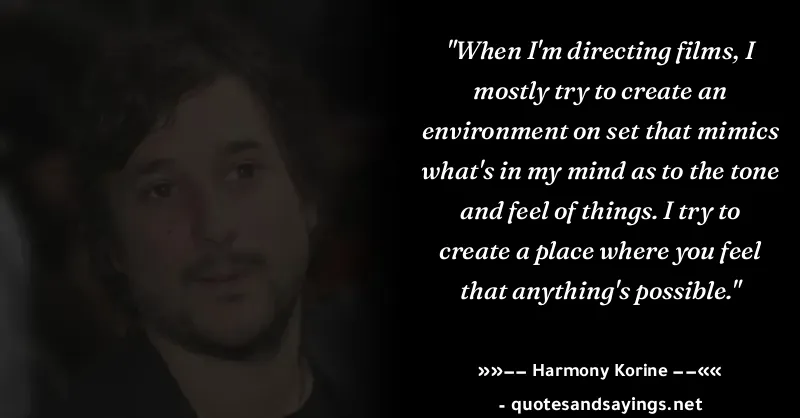 "When I'm directing films, I
mostly try to create an
environment on set that mimics
what's in my mind as to the tone
and feel of things. I try to
create a place where you feel
that anything's possible."
»»−− Harmony Korine −−««
- quotesandsayings.net